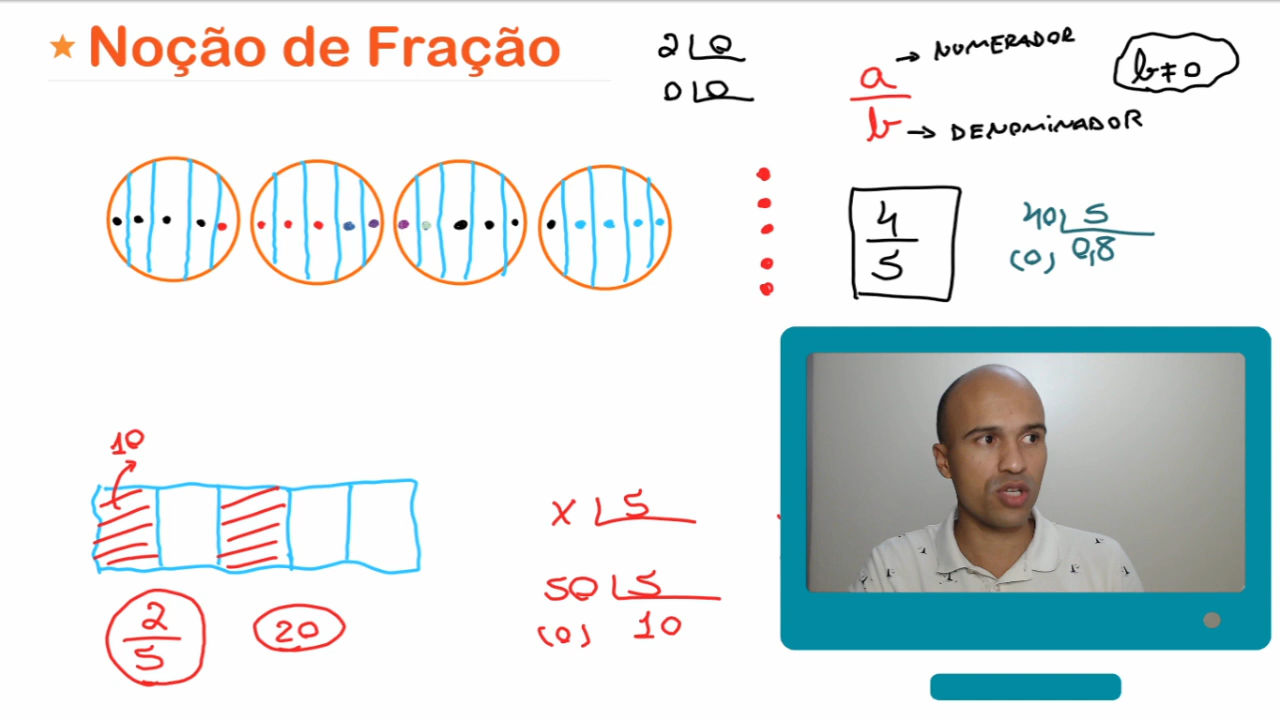 Noção de Fração
2 0
0 0
a → NUMERADOR
b → DENOMINADOR
b ≠ 0
4
5
40 5
(0) 0,8
10
2
5
20
x 5
50 5
(0) 10